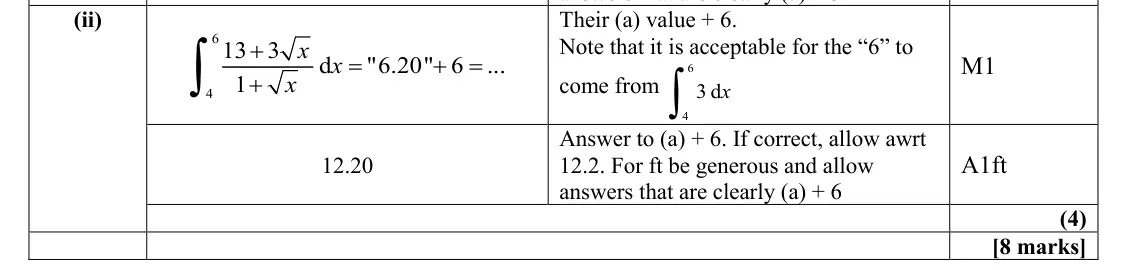 (ii)
∫₄⁶ (13+3√x)/(1+√x) dx = "6.20"+ 6 = ...
Their (a) value + 6.
Note that it is acceptable for the “6” to
come from ∫₄⁶ 3 dx
M1
12.20
Answer to (a) + 6. If correct, allow awrt
12.2. For ft be generous and allow
answers that are clearly (a) + 6
A1ft
(4)
[8 marks]